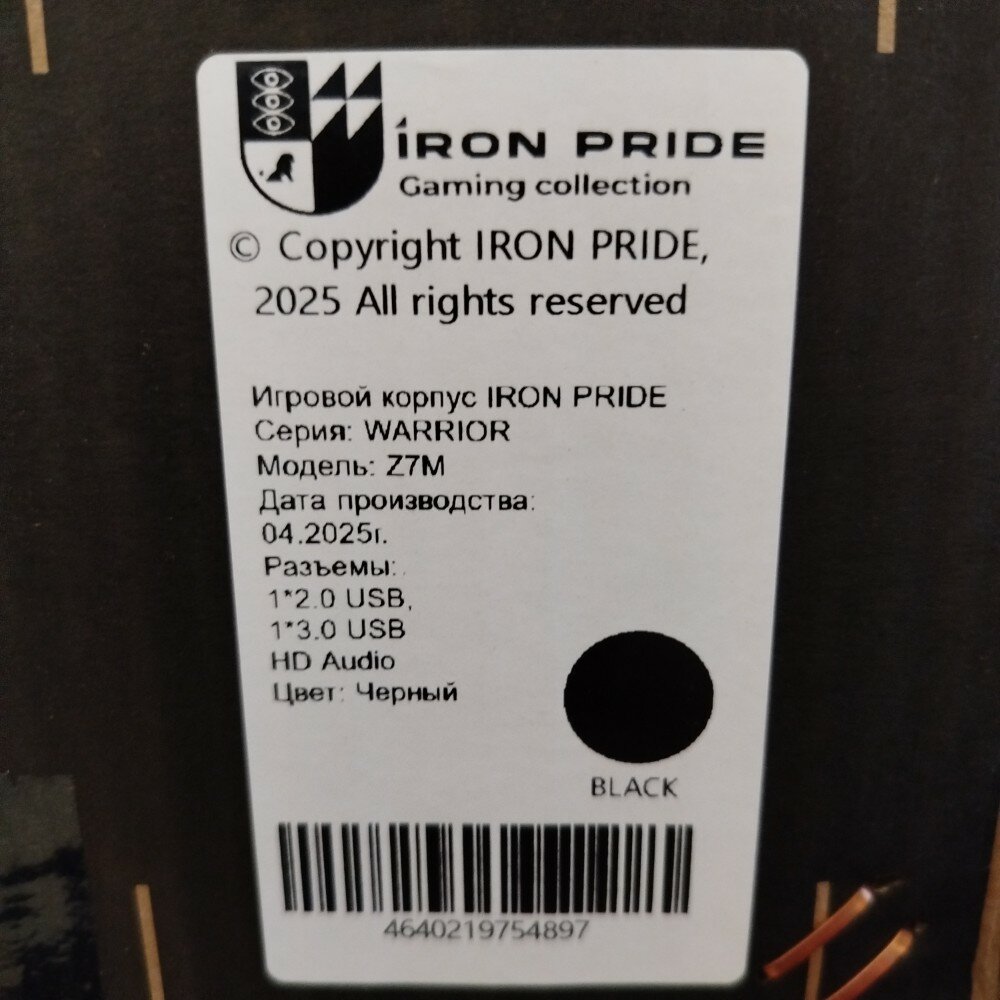 iRON PRIDE
Gaming collection
© Copyright IRON PRIDE,
2025 All rights reserved
Игровой корпус IRON PRIDE
Серия: WARRIOR
Модель: Z7M
Дата производства:
04.2025г.
Разъемы:
1*2.0 USB,
1*3.0 USB
HD Audio
Цвет: Черный
BLACK
4640219754897